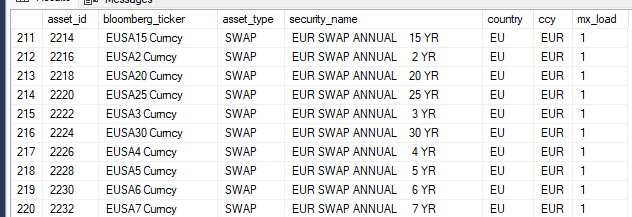 Results Messages
asset_id bloomberg_ticker asset_type security_name country ccy mx_load
211 2214 EUSA15 Curncy SWAP EUR SWAP ANNUAL 15 YR EU EUR 1
212 2216 EUSA2 Curncy SWAP EUR SWAP ANNUAL 2 YR EU EUR 1
213 2218 EUSA20 Curncy SWAP EUR SWAP ANNUAL 20 YR EU EUR 1
214 2220 EUSA25 Curncy SWAP EUR SWAP ANNUAL 25 YR EU EUR 1
215 2222 EUSA3 Curncy SWAP EUR SWAP ANNUAL 3 YR EU EUR 1
216 2224 EUSA30 Curncy SWAP EUR SWAP ANNUAL 30 YR EU EUR 1
217 2226 EUSA4 Curncy SWAP EUR SWAP ANNUAL 4 YR EU EUR 1
218 2228 EUSA5 Curncy SWAP EUR SWAP ANNUAL 5 YR EU EUR 1
219 2230 EUSA6 Curncy SWAP EUR SWAP ANNUAL 6 YR EU EUR 1
220 2232 EUSA7 Curncy SWAP EUR SWAP ANNUAL 7 YR EU EUR 1